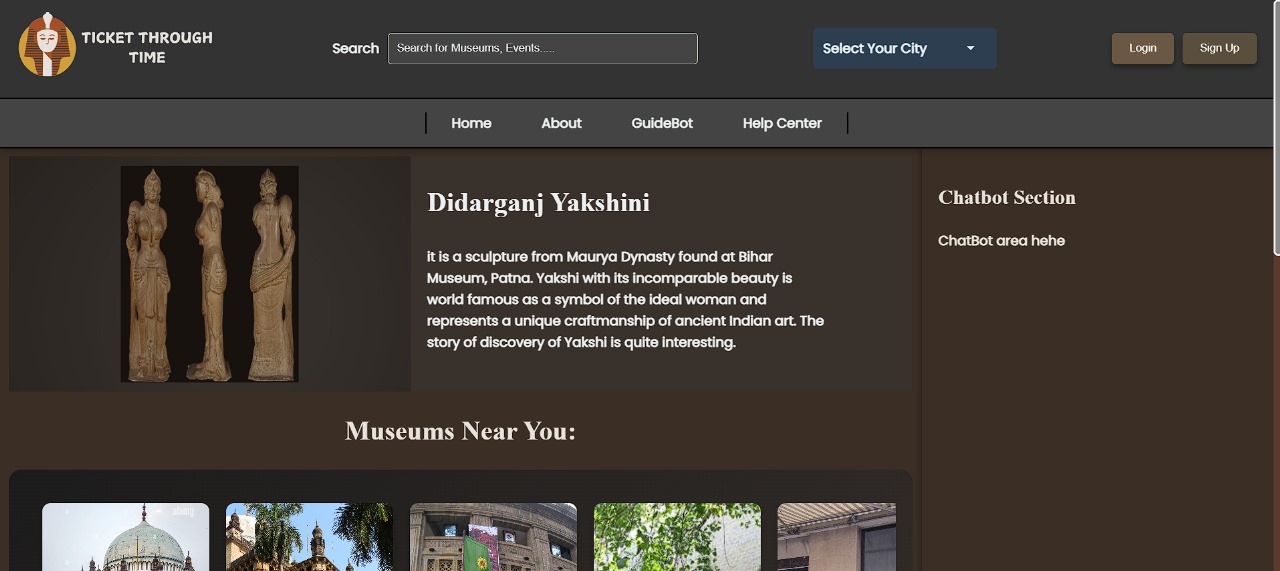 TICKET THROUGH
TIME
Search
Search for Museums, Events.....
Select Your City
Login
Sign Up
Home
About
GuideBot
Help Center
Didarganj Yakshini
it is a sculpture from Maurya Dynasty found at Bihar
Museum, Patna. Yakshi with its incomparable beauty is
world famous as a symbol of the ideal woman and
represents a unique craftmanship of ancient Indian art. The
story of discovery of Yakshi is quite interesting.
Chatbot Section
ChatBot area hehe
Museums Near You:
alamy